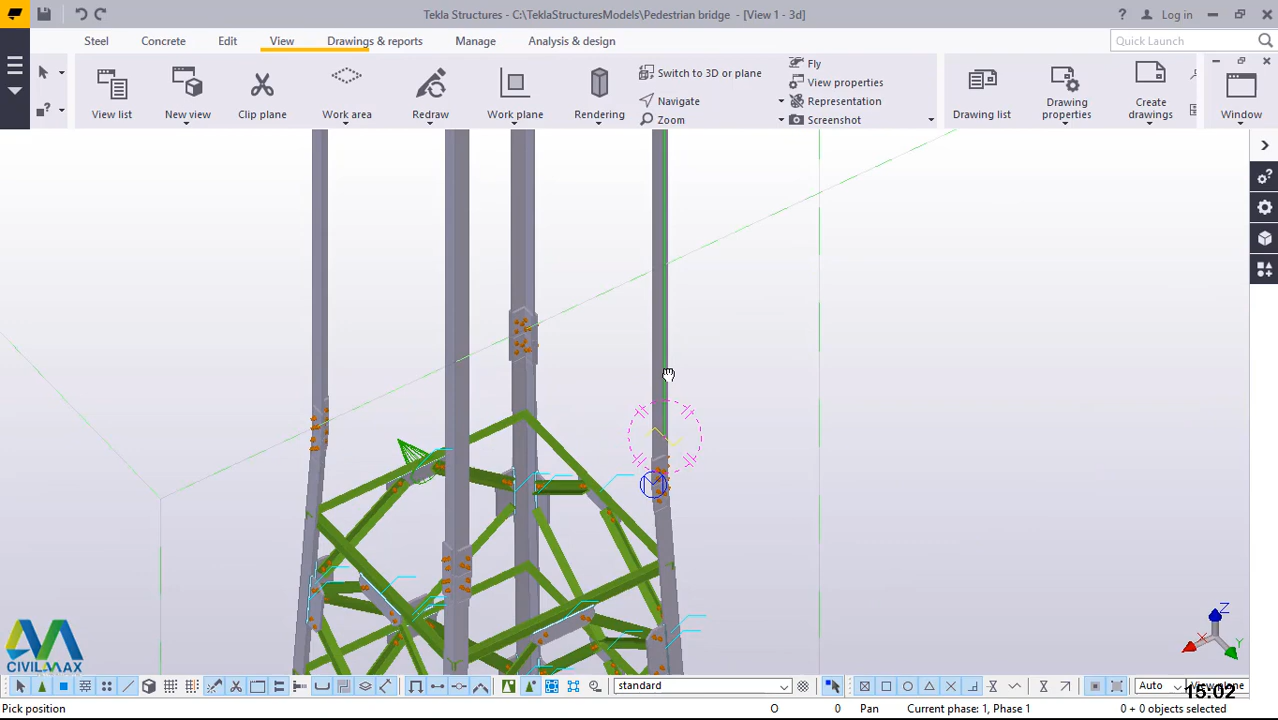 Tekla Structures - C:\TeklaStructuresModels\Pedestrian bridge - [View 1 - 3d]
Log in
Steel Concrete Edit View Drawings & reports Manage Analysis & design
Quick Launch
Fly
Switch to 3D or plane View properties
Navigate Representation
Zoom Screenshot
View list New view Clip plane Work area Redraw Work plane Rendering
Drawing list Drawing properties Create drawings Window
Z
X Y
CIVILMAX
standard Auto View plane
15.02
Pick position O 0 Pan Current phase: 1, Phase 1 0 + 0 objects selected